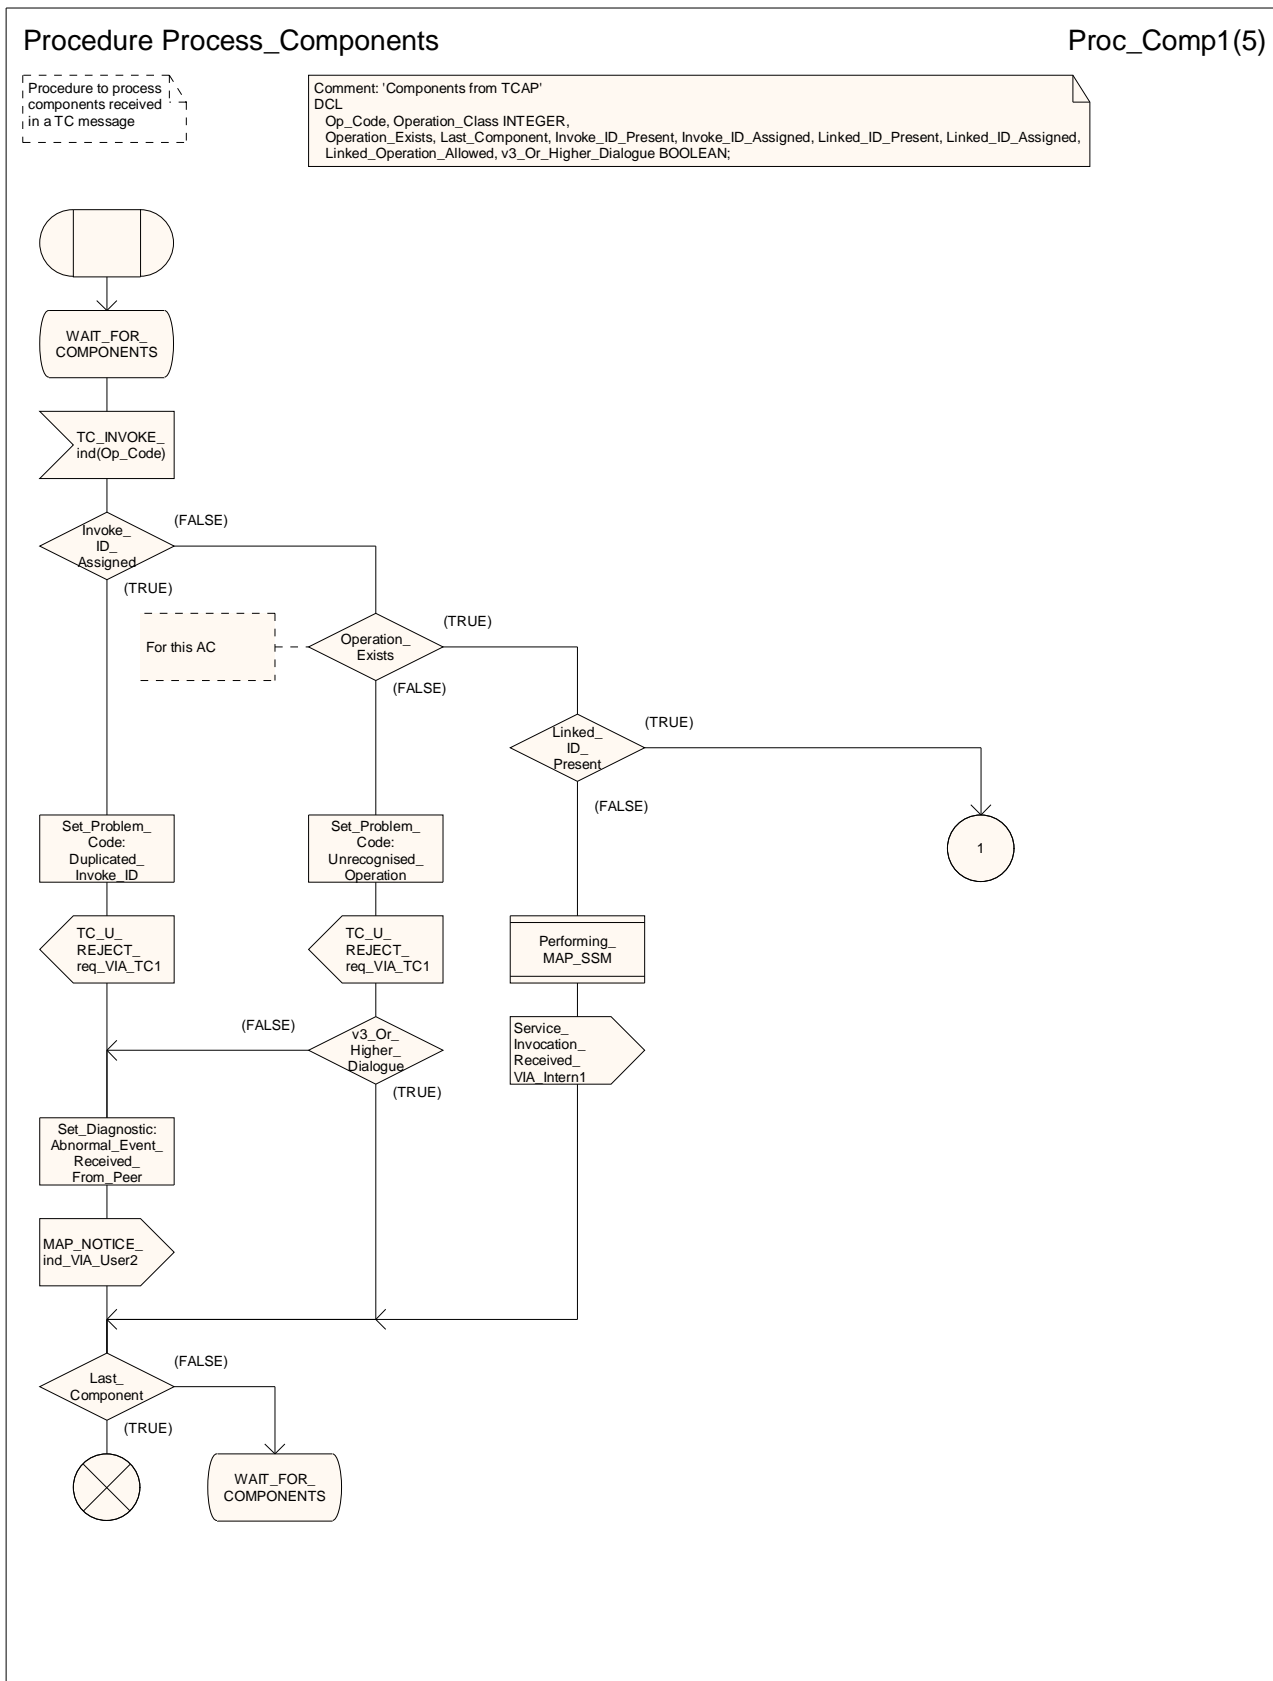 Procedure Process_Components
Proc_Comp1(5)
Procedure to process
components received
in a TC message
Comment: 'Components from TCAP'
DCL
Op_Code, Operation_Class INTEGER,
Operation_Exists, Last_Component, Invoke_ID_Present, Invoke_ID_Assigned, Linked_ID_Present, Linked_ID_Assigned,
Linked_Operation_Allowed, v3_Or_Higher_Dialogue BOOLEAN;
WAIT_FOR_
COMPONENTS
TC_INVOKE_
ind(Op_Code)
Invoke_
ID_
Assigned
(FALSE)
(TRUE)
For this AC
Operation_
Exists
(TRUE)
(FALSE)
Linked_
ID_
Present
(TRUE)
(FALSE)
1
Set_Problem_
Code:
Duplicated_
Invoke_ID
Set_Problem_
Code:
Unrecognised_
Operation
TC_U_
REJECT_
req_VIA_TC1
TC_U_
REJECT_
req_VIA_TC1
Performing_
MAP_SSM
(FALSE)
v3_Or_
Higher_
Dialogue
(TRUE)
Service_
Invocation_
Received_
VIA_Intern1
Set_Diagnostic:
Abnormal_Event_
Received_
From_Peer
MAP_NOTICE_
ind_VIA_User2
Last_
Component
(FALSE)
(TRUE)
WAIT_FOR_
COMPONENTS